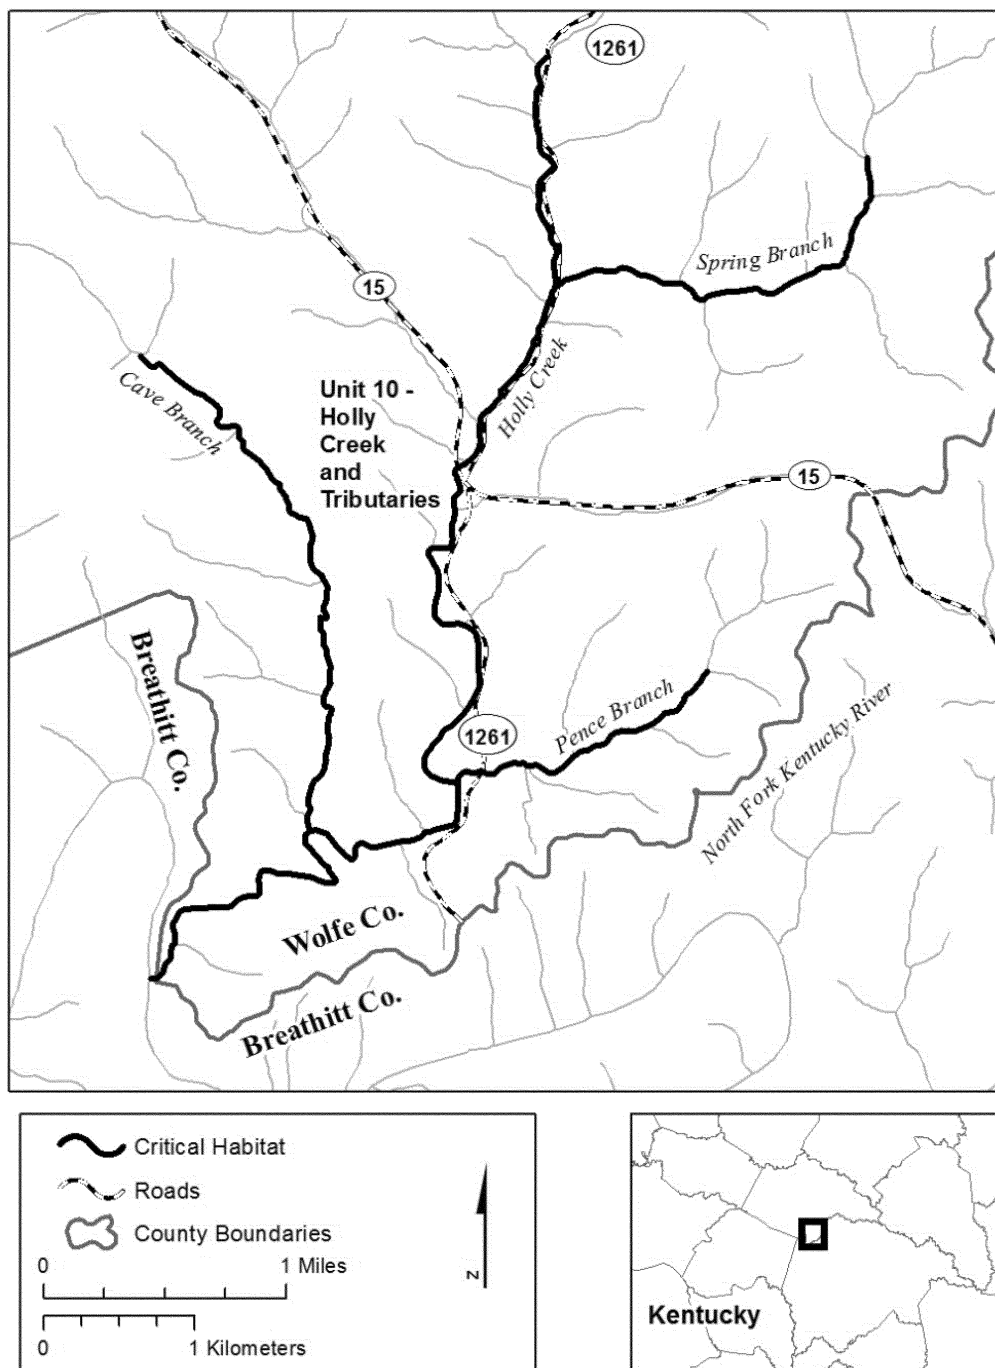 1261
Spring Branch
15
Holly Creek
Cave Branch
Unit 10 -
Holly
Creek
and
Tributaries
15
Breathitt Co.
Pence Branch
1261
North Fork Kentucky River
Wolfe Co.
Breathitt Co.
Critical Habitat
Roads
County Boundaries
0 1 Miles
0 1 Kilometers
N
Kentucky